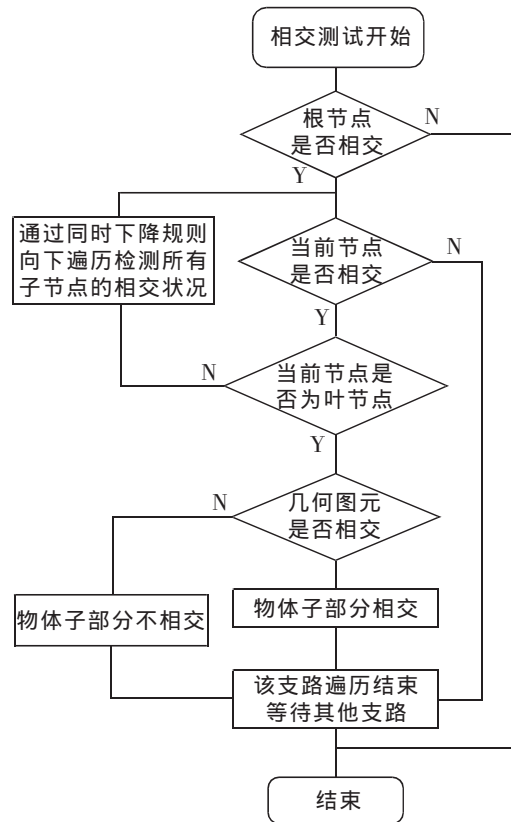 相交测试开始
根节点
是否相交
N
Y
通过同时下降规则
向下遍历检测所有
子节点的相交状况
当前节点
是否相交
N
Y
当前节点是
否为叶节点
N
Y
几何图元
是否相交
N
物体子部分不相交
物体子部分相交
该支路遍历结束
等待其他支路
结束